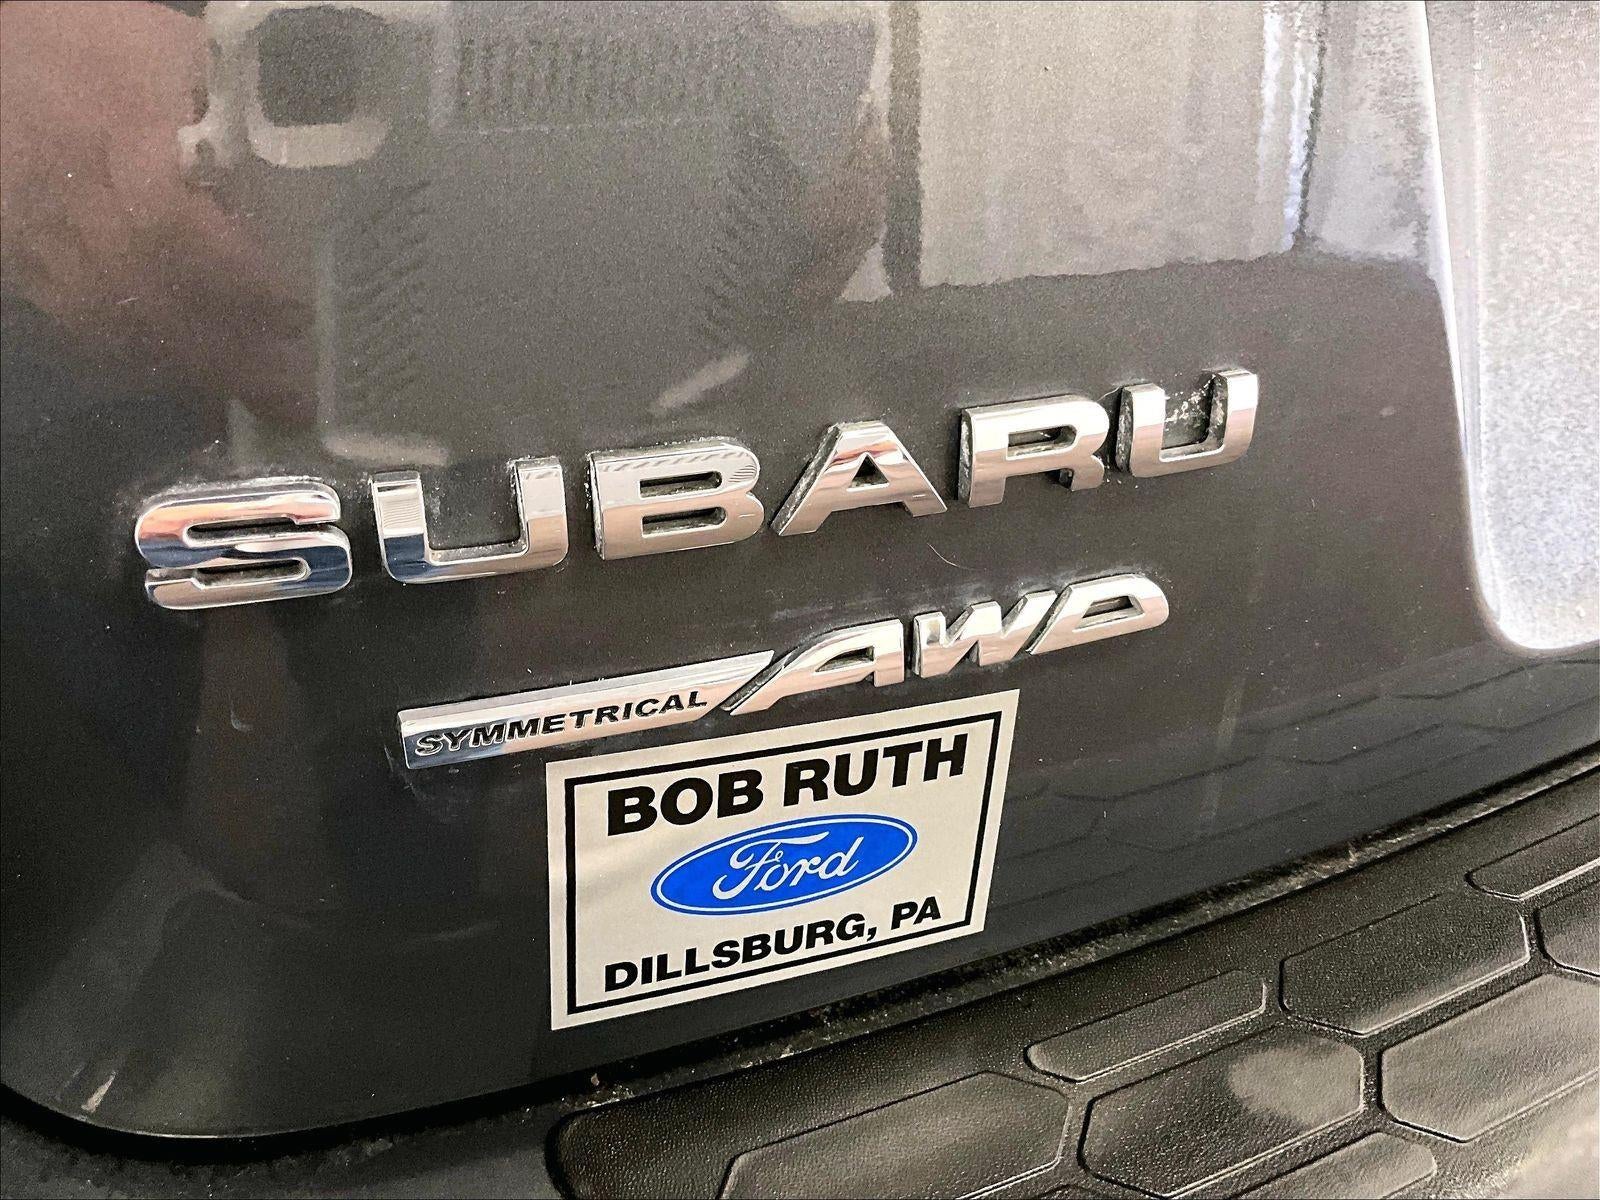 SUBARU
SYMMETRICAL AWD
BOB RUTH
Ford
DILLSBURG, PA